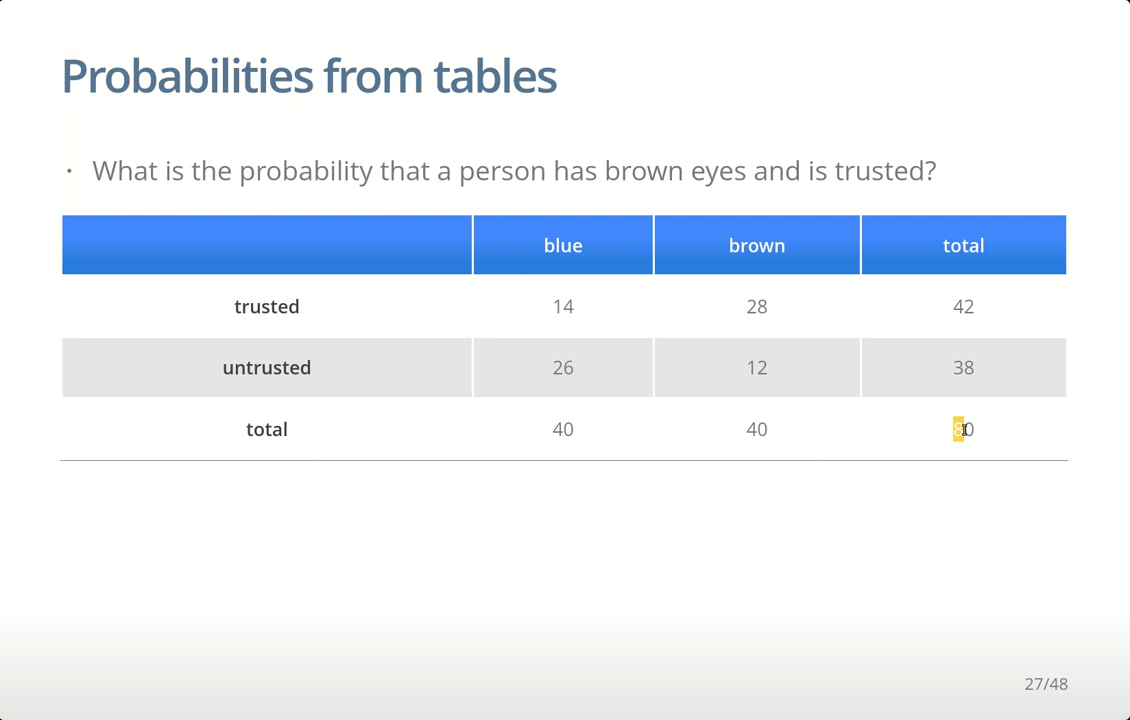 Probabilities from tables
· What is the probability that a person has brown eyes and is trusted?
blue brown total
trusted 14 28 42
untrusted 26 12 38
total 40 40 80
27/48